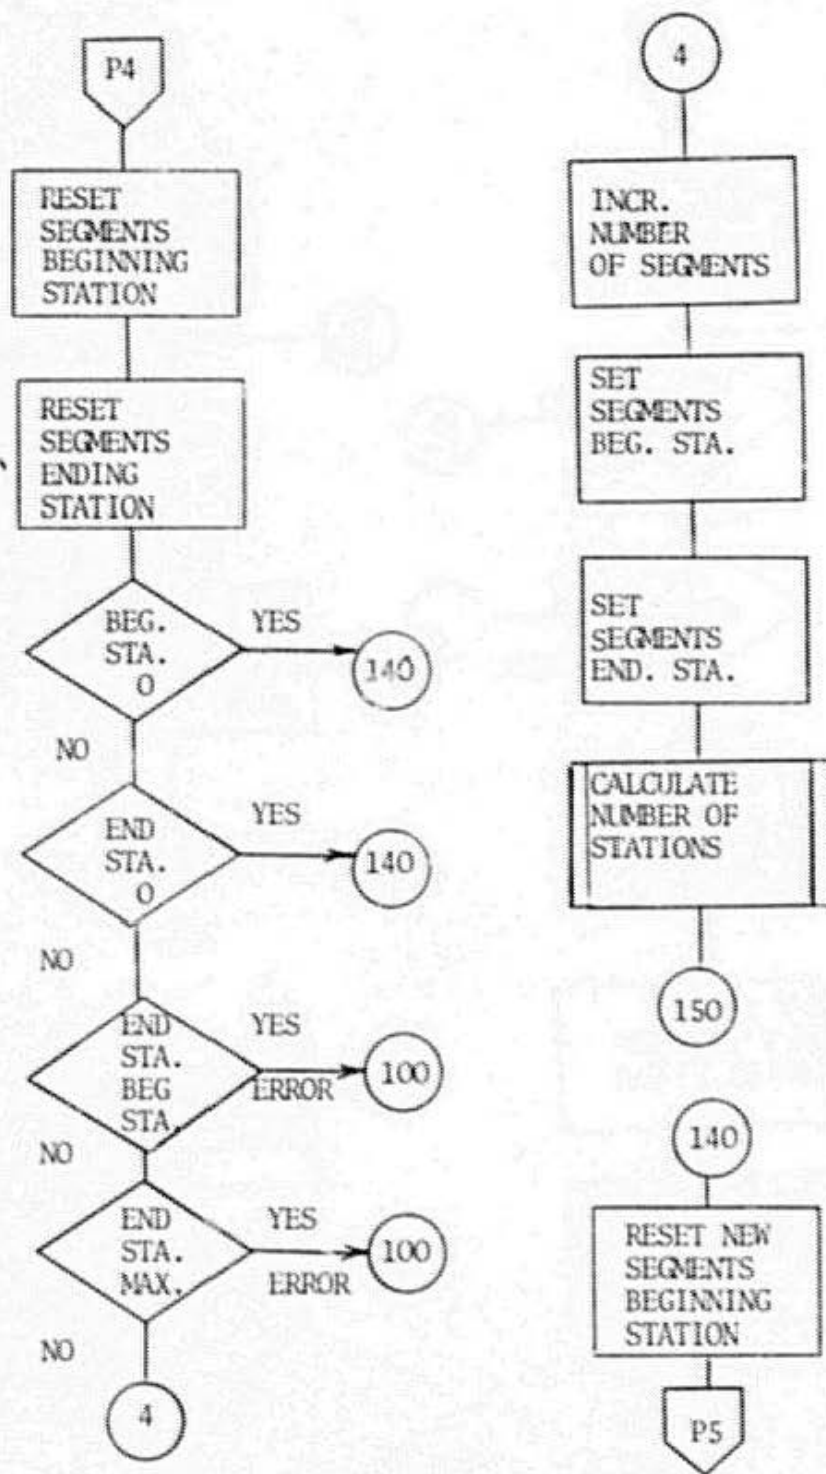 P4
RESET
SEGMENTS
BEGINNING
STATION
RESET
SEGMENTS
ENDING
STATION
BEG.
STA.
O
YES
140
NO
END
STA.
O
YES
140
NO
END
STA.
BEG
STA.
YES
ERROR
100
NO
END
STA.
MAX.
YES
ERROR
100
NO
4
4
INCR.
NUMBER
OF SEGMENTS
SET
SEGMENTS
BEG. STA.
SET
SEGMENTS
END. STA.
CALCULATE
NUMBER OF
STATIONS
150
140
RESET NEW
SEGMENTS
BEGINNING
STATION
P5